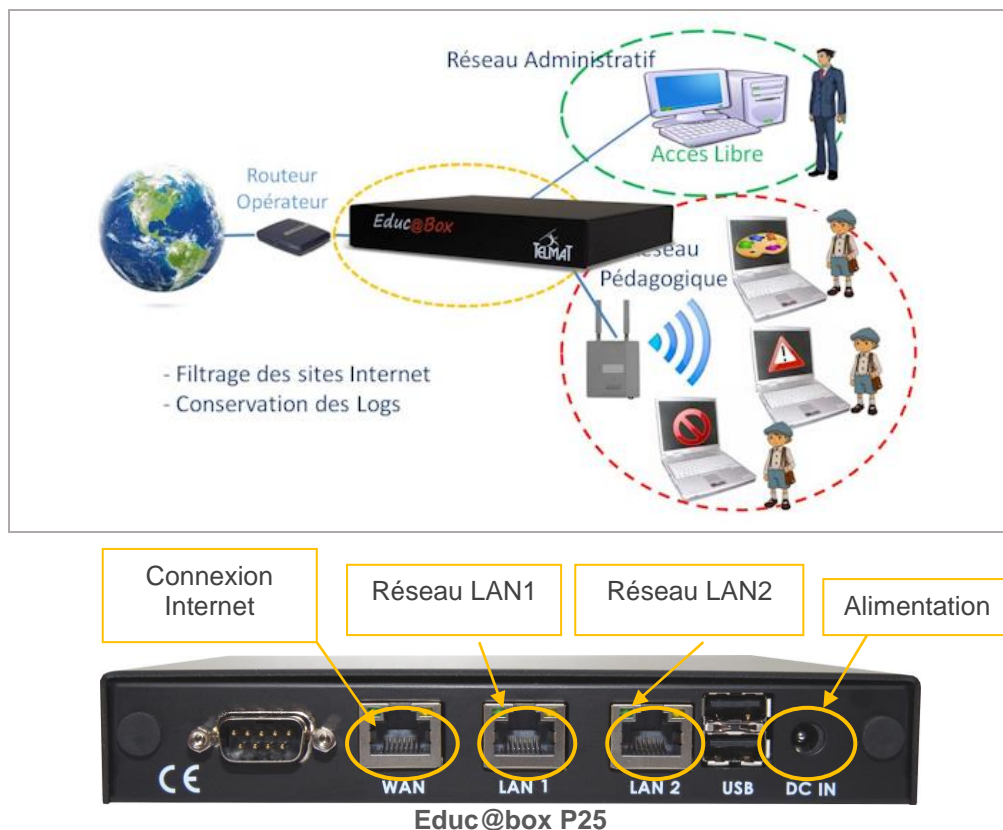 Réseau Administratif
Accès Libre
Routeur
Opérateur
Educ@Box
TELMAT
Réseau
Pédagogique
- Filtrage des sites Internet
- Conservation des Logs
Connexion
Internet
Réseau LAN1
Réseau LAN2
Alimentation
CE
WAN
LAN 1
LAN 2
USB
DC IN
Educ@box P25